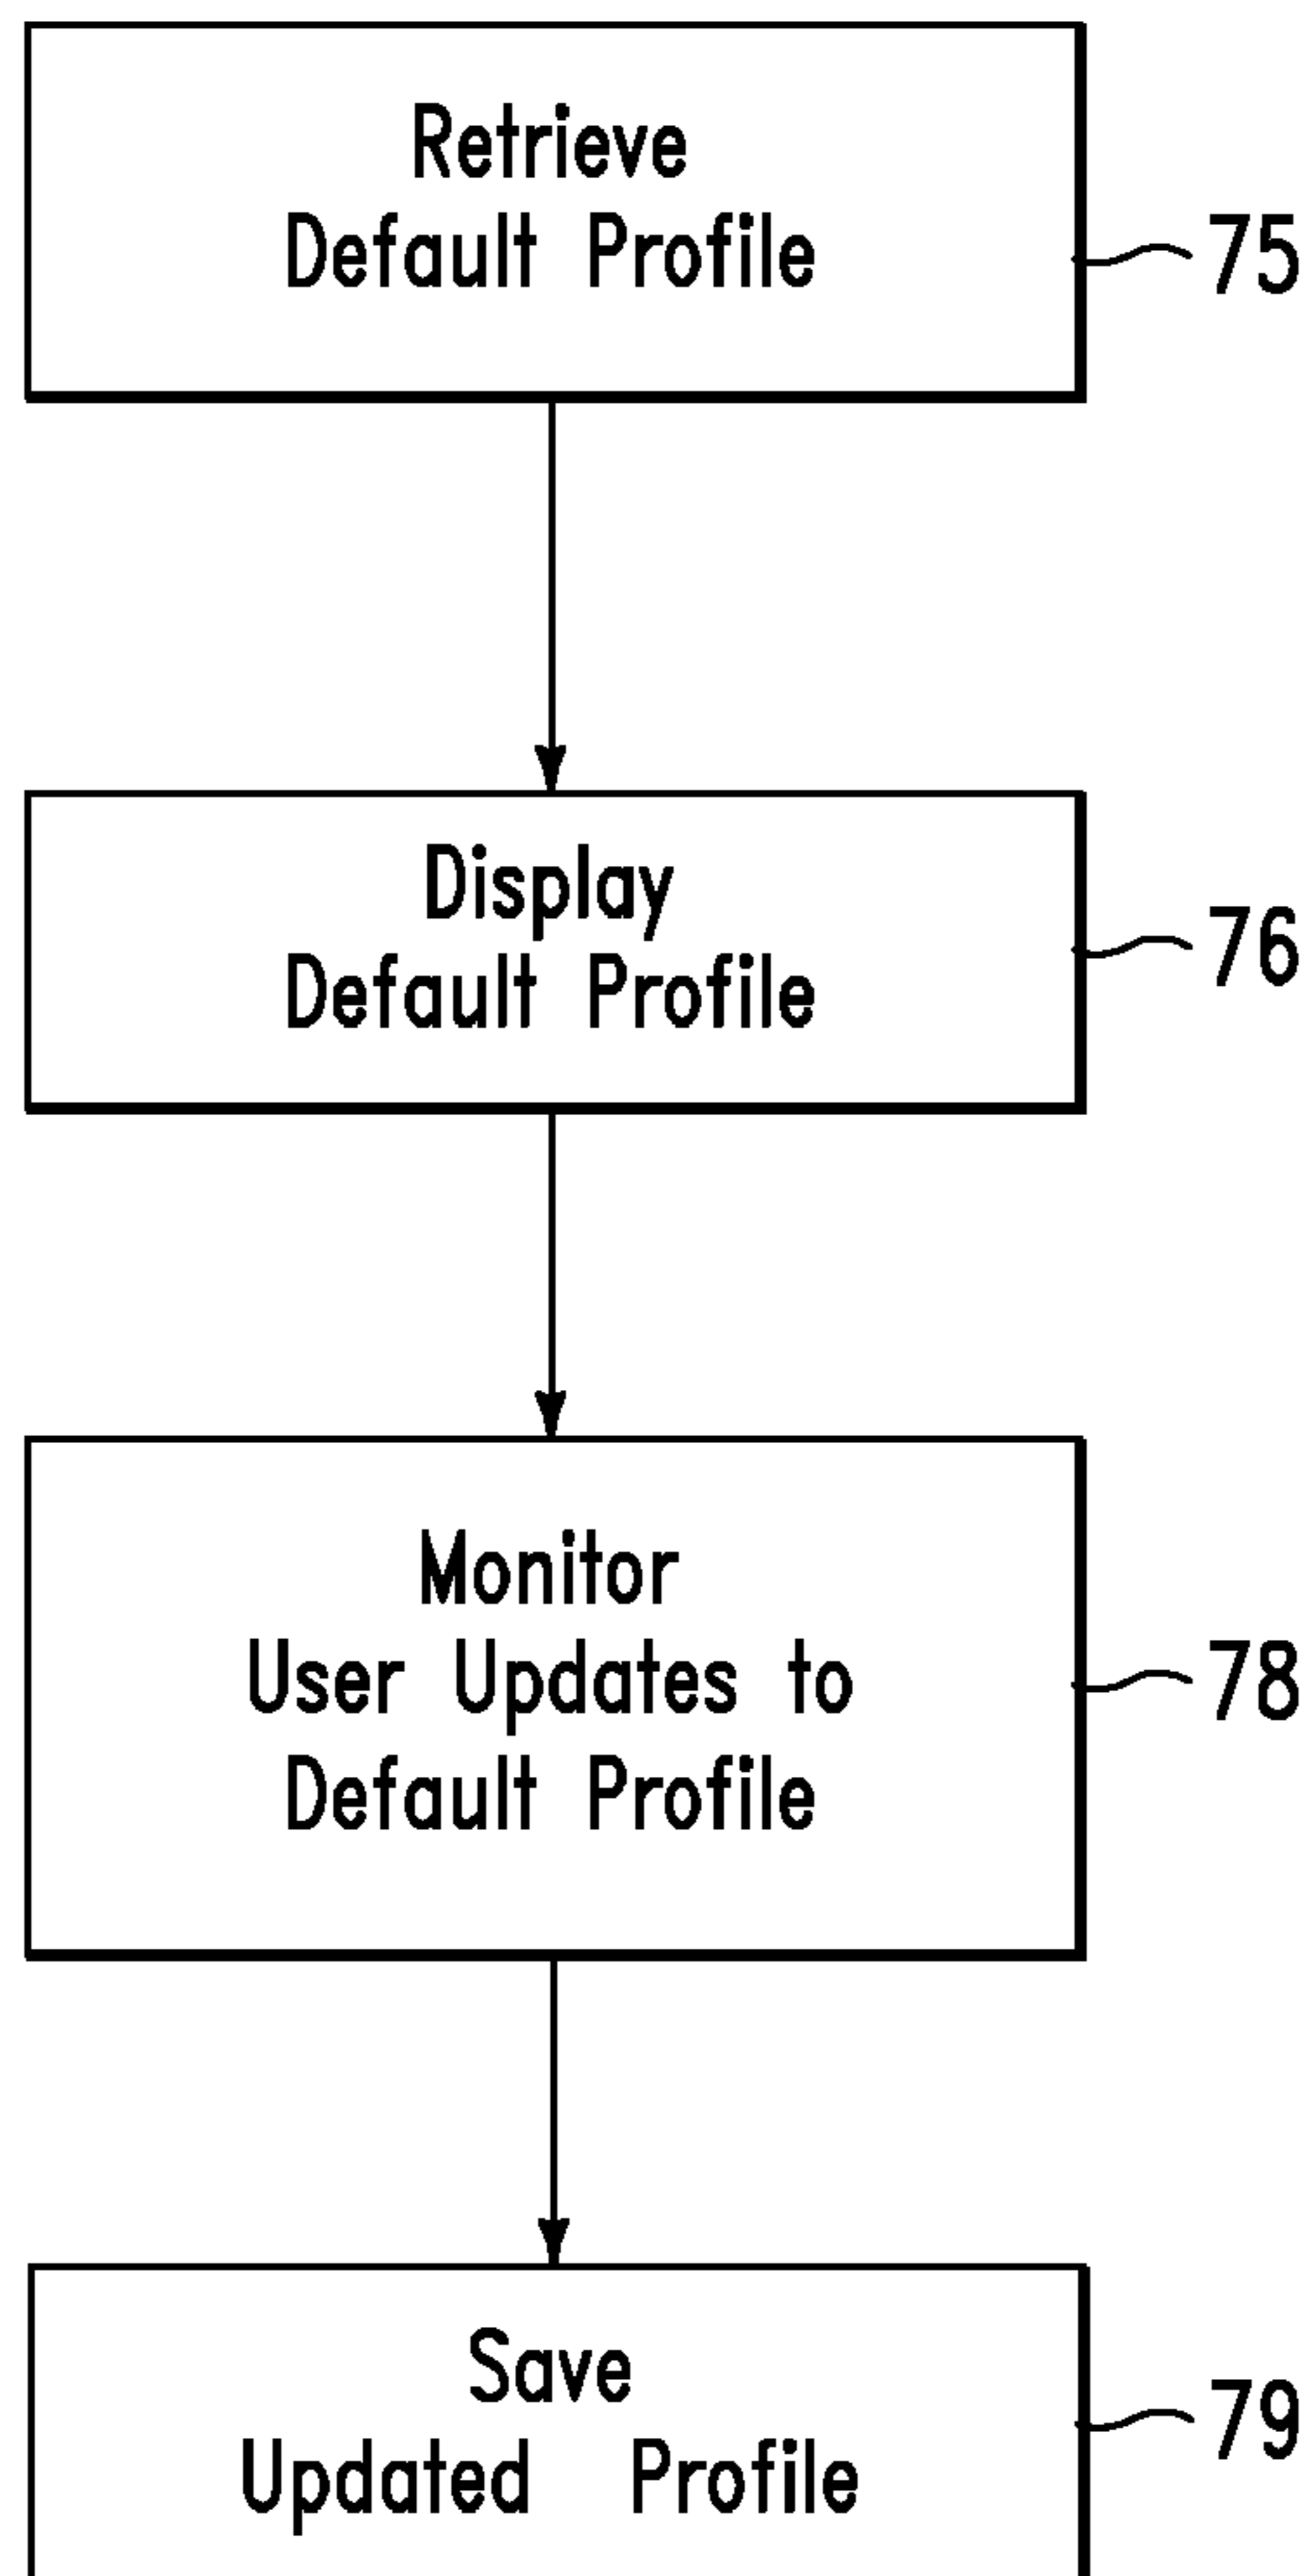 Retrieve
Default Profile
75
Display
Default Profile
76
Monitor
User Updates to
Default Profile
78
Save
Updated Profile
79